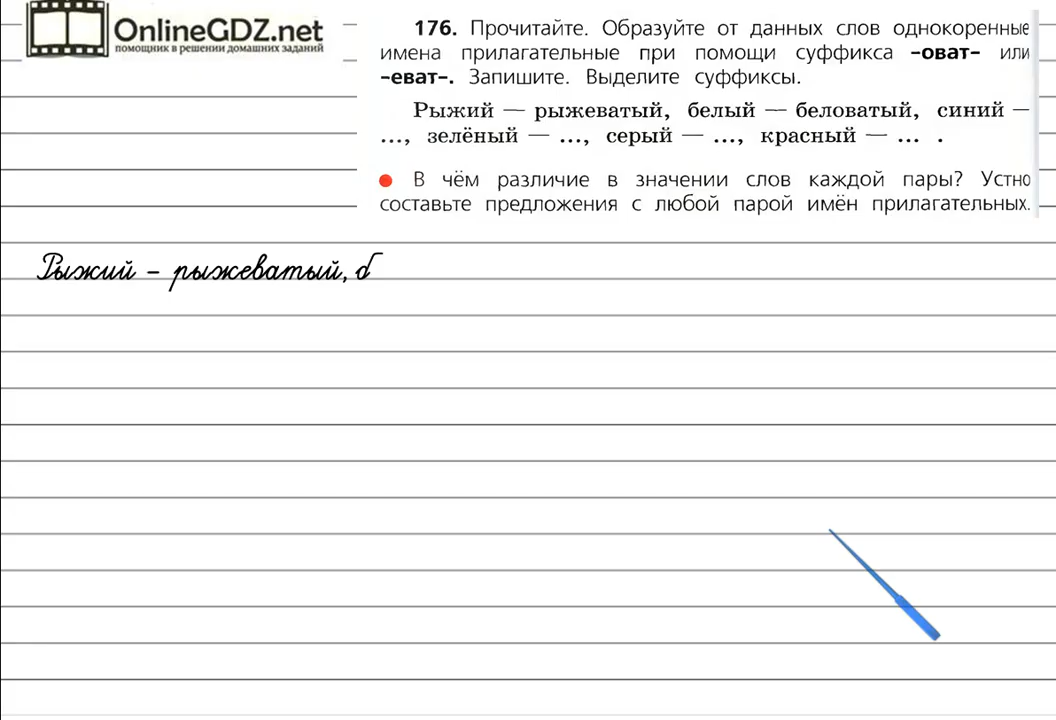 OnlineGDZ.net
помощник в решении домашних заданий
176. Прочитайте. Образуйте от данных слов однокоренные
имена прилагательные при помощи суффикса -оват- или
-еват-. Запишите. Выделите суффиксы.
Рыжий — рыжеватый, белый — беловатый, синий —
..., зелёный — ..., серый — ..., красный — ... .
В чём различие в значении слов каждой пары? Устно
составьте предложения с любой парой имён прилагательных.
Рыжий - рыжеватый, б